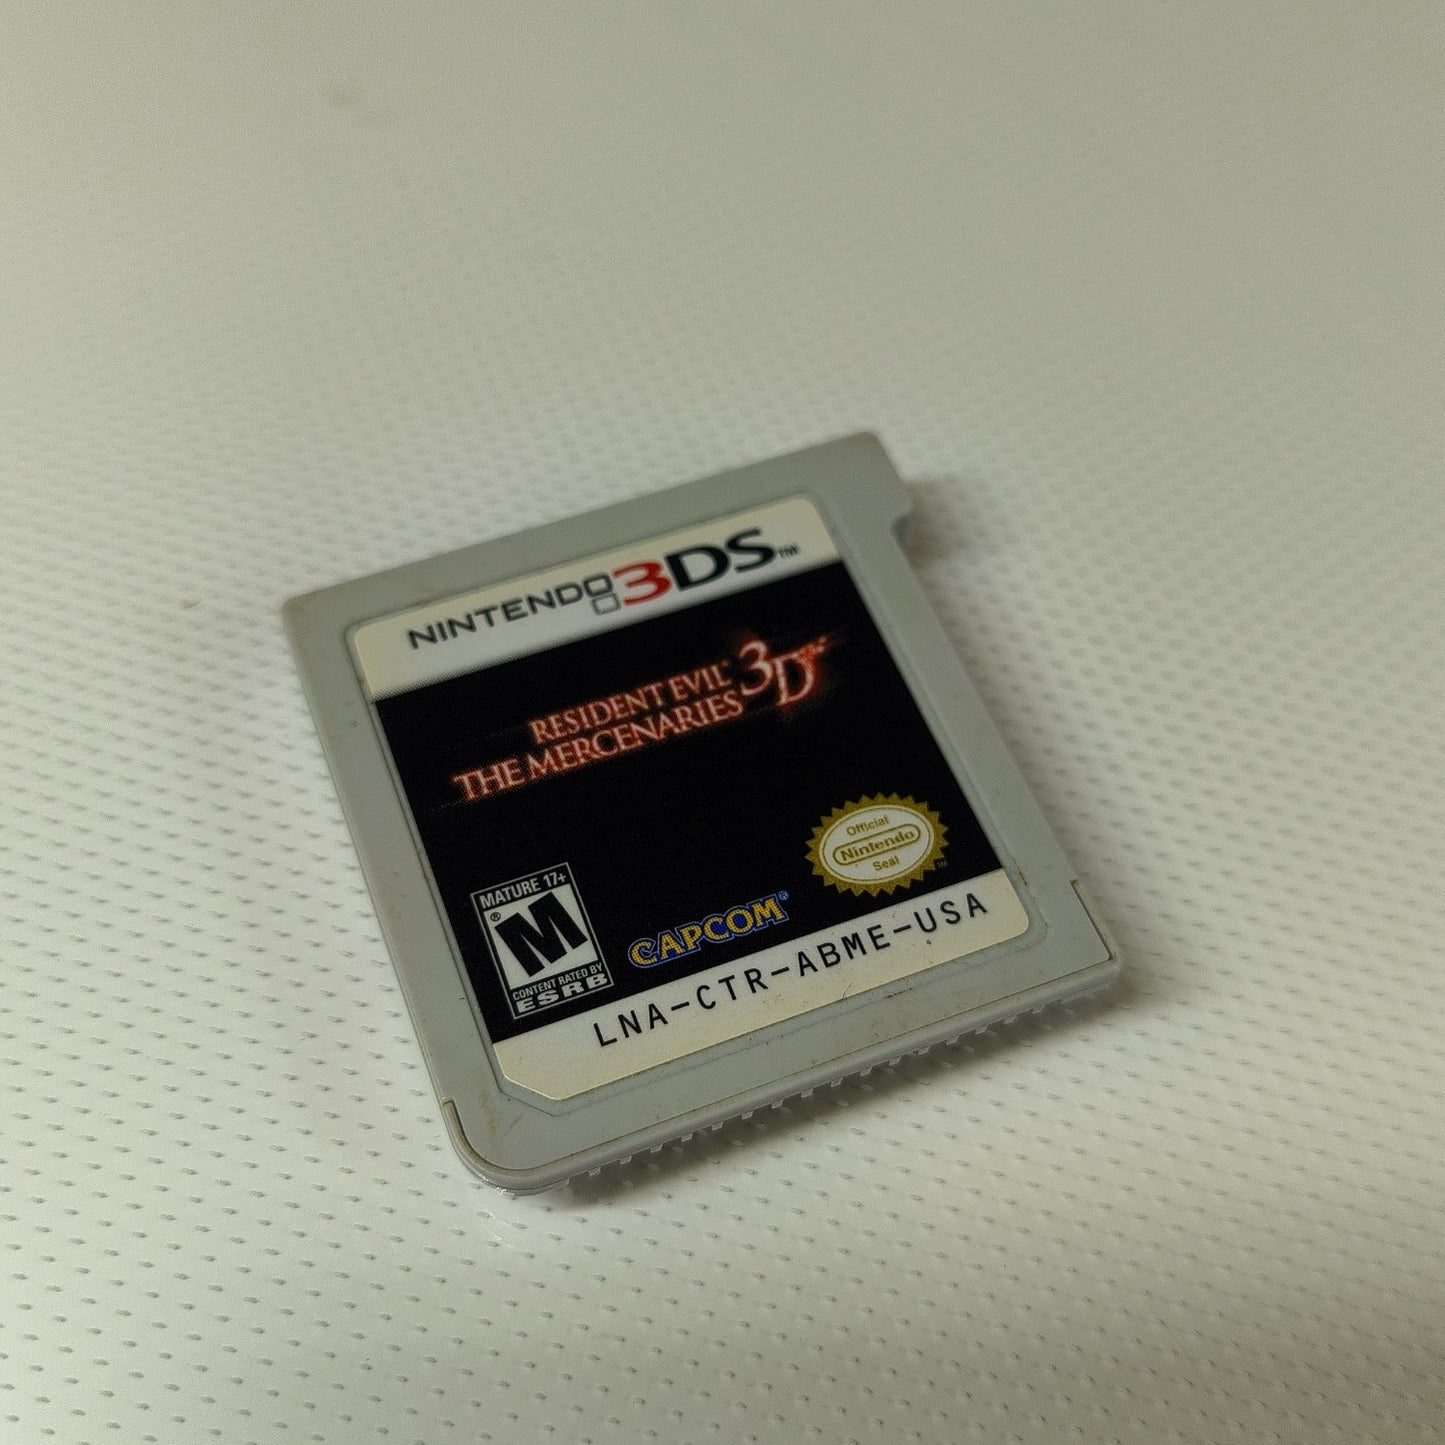 NINTENDO 3DS™
RESIDENT EVIL®
THE MERCENARIES 3D
Official
Nintendo
Seal
TM
MATURE 17+
M
®
CONTENT RATED BY
ESRB
CAPCOM®
LNA-CTR-ABME-USA